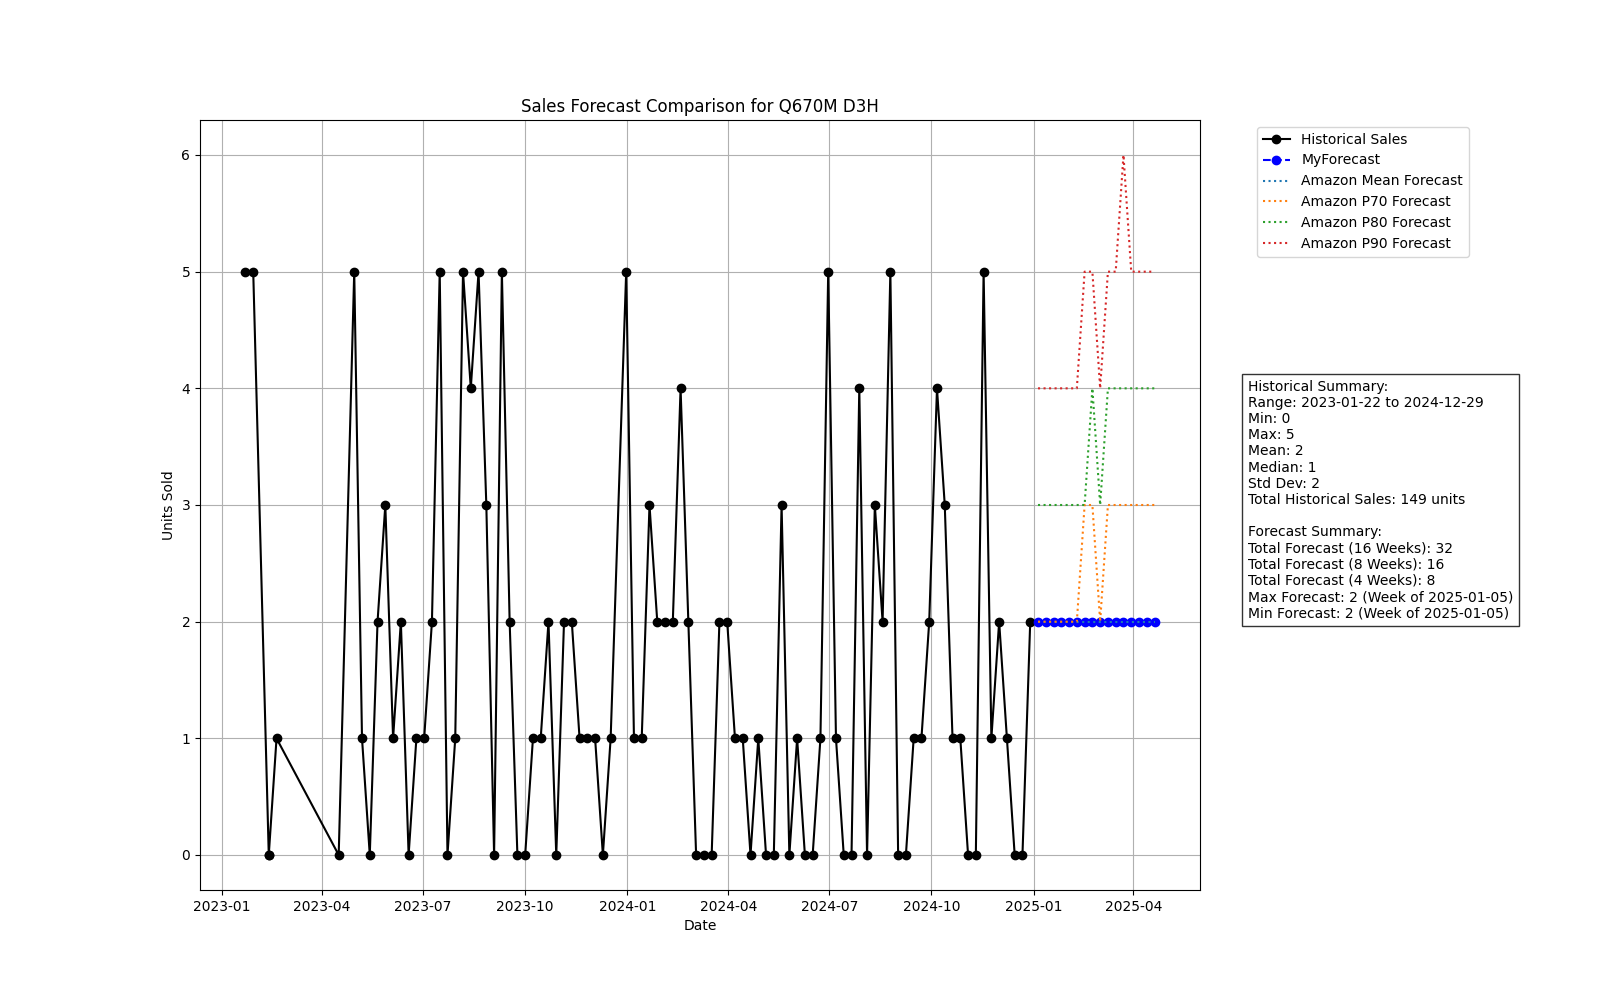 Sales Forecast Comparison for Q670M D3H
Historical Sales
MyForecast
Amazon Mean Forecast
Amazon P70 Forecast
Amazon P80 Forecast
Amazon P90 Forecast
6
5
4
3
2
1
0
Units Sold
2023-01
2023-04
2023-07
2023-10
2024-01
2024-04
2024-07
2024-10
2025-01
2025-04
Date
Historical Summary:
Range: 2023-01-22 to 2024-12-29
Min: 0
Max: 5
Mean: 2
Median: 1
Std Dev: 2
Total Historical Sales: 149 units
Forecast Summary:
Total Forecast (16 Weeks): 32
Total Forecast (8 Weeks): 16
Total Forecast (4 Weeks): 8
Max Forecast: 2 (Week of 2025-01-05)
Min Forecast: 2 (Week of 2025-01-05)